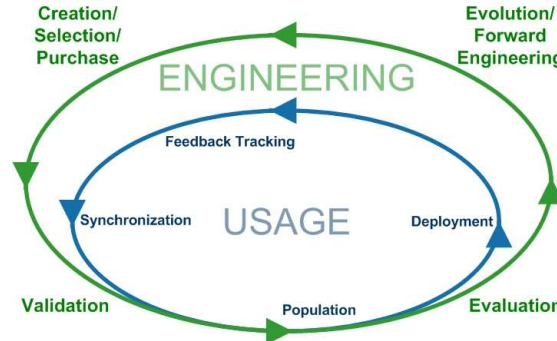 Creation/
Selection/
Purchase
Evolution/
Forward
Engineering
ENGINEERING
Feedback Tracking
Synchronization
USAGE
Deployment
Validation
Population
Evaluation